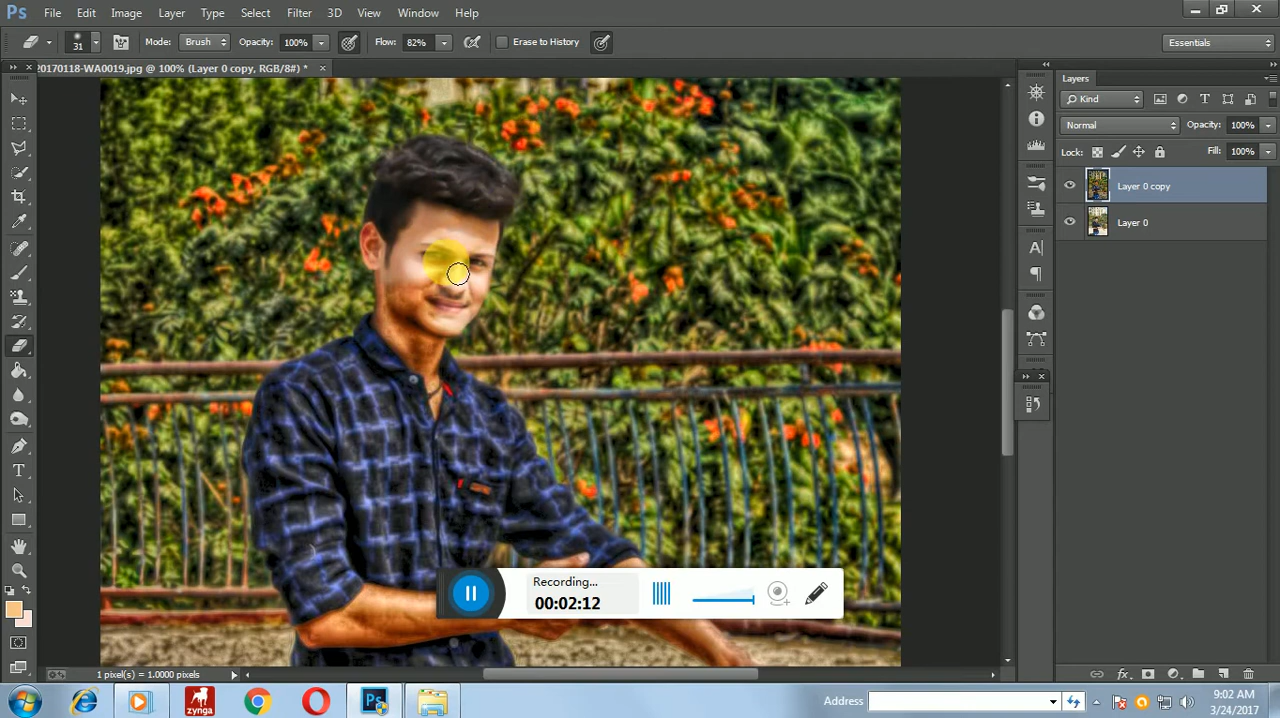 Ps File Edit Image Layer Type Select Filter 3D View Window Help
31 Mode: Brush Opacity: 100% Flow: 82% Erase to History Essentials
20170118-WA0019.jpg @ 100% (Layer 0 copy, RGB/8#) *
Layers
Kind
Normal Opacity: 100%
Lock: Fill: 100%
Layer 0 copy
Layer 0
Recording...
00:02:12
1 pixel(s) = 1.0000 pixels
zynga Ps Address 9:02 AM
3/24/2017